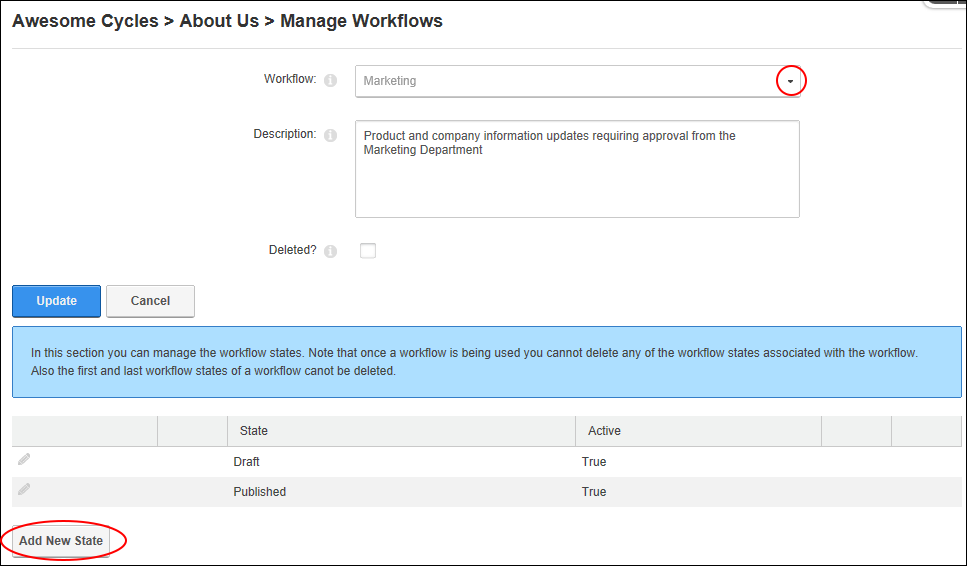 Awesome Cycles > About Us > Manage Workflows
Workflow:
Marketing
Description:
Product and company information updates requiring approval from the
Marketing Department
Deleted?
Update Cancel
In this section you can manage the workflow states. Note that once a workflow is being used you cannot delete any of the workflow states associated with the workflow.
Also the first and last workflow states of a workflow canot be deleted.
State Active
Draft True
Published True
Add New State